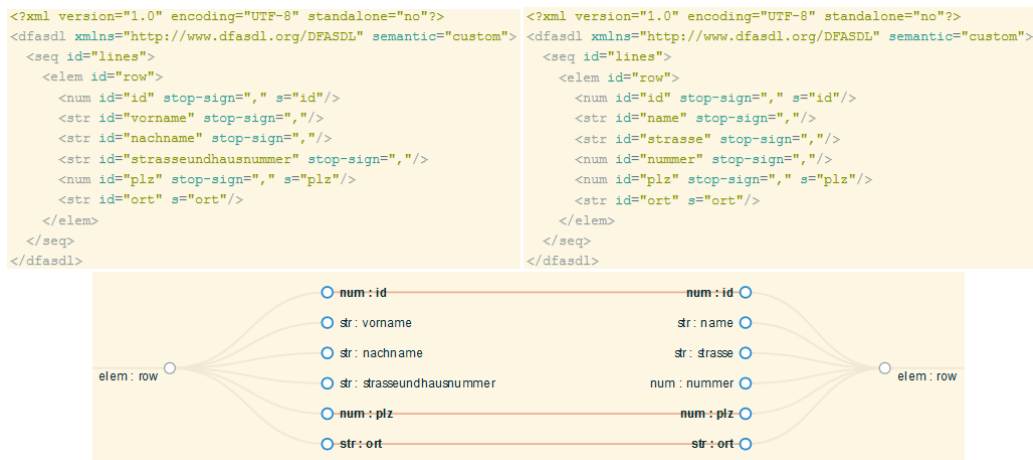 <?xml version="1.0" encoding="UTF-8" standalone="no"?>
<dfasdl xmlns="http://www.dfasdl.org/DFASDL" semantic="custom">
<seq id="lines">
<elem id="row">
<num id="id" stop-sign="," s="id"/>
<str id="vorname" stop-sign=","/>
<str id="nachname" stop-sign=","/>
<str id="strasseundhausnummer" stop-sign=","/>
<num id="plz" stop-sign="," s="plz"/>
<str id="ort" s="ort"/>
</elem>
</seq>
</dfasdl>
<?xml version="1.0" encoding="UTF-8" standalone="no"?>
<dfasdl xmlns="http://www.dfasdl.org/DFASDL" semantic="custom">
<seq id="lines">
<elem id="row">
<num id="id" stop-sign="," s="id"/>
<str id="name" stop-sign=","/>
<str id="strasse" stop-sign=","/>
<num id="nummer" stop-sign=","/>
<num id="plz" stop-sign="," s="plz"/>
<str id="ort" s="ort"/>
</elem>
</seq>
</dfasdl>
elem : row
num : id
str : vorname
str : nachname
str : strasseundhausnummer
num : plz
str : ort
num : id
str : name
str : strasse
num : nummer
num : plz
str : ort
elem : row